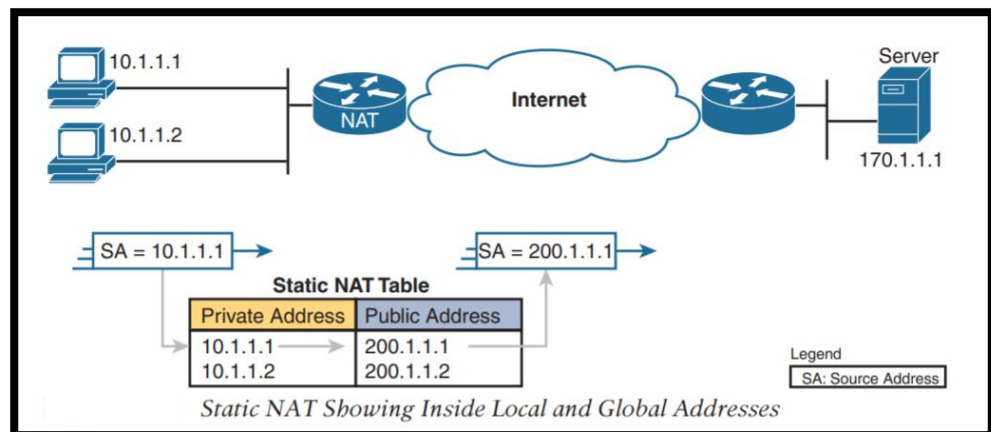 10.1.1.1
10.1.1.2
NAT
Internet
Server
170.1.1.1
SA = 10.1.1.1
SA = 200.1.1.1
Static NAT Table
Private Address Public Address
10.1.1.1 200.1.1.1
10.1.1.2 200.1.1.2
Legend
SA: Source Address
Static NAT Showing Inside Local and Global Addresses